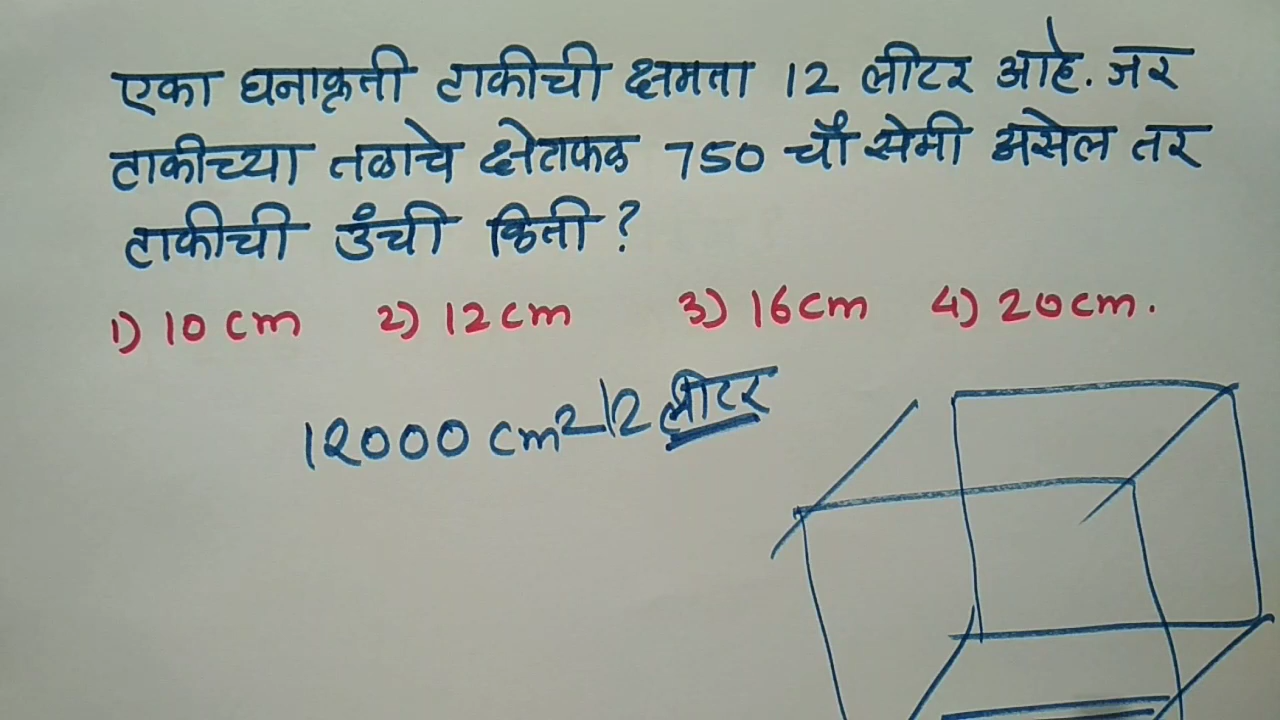 एका घनाकृती टाकीची क्षमता 12 लीटर आहे. जर
टाकीच्या तळाचे क्षेत्रफळ 750 चौ सेमी असेल तर
टाकीची उंची किती ?
1) 10 cm 2) 12 cm 3) 16 cm 4) 20 cm.
12000 cm² 12 लीटर